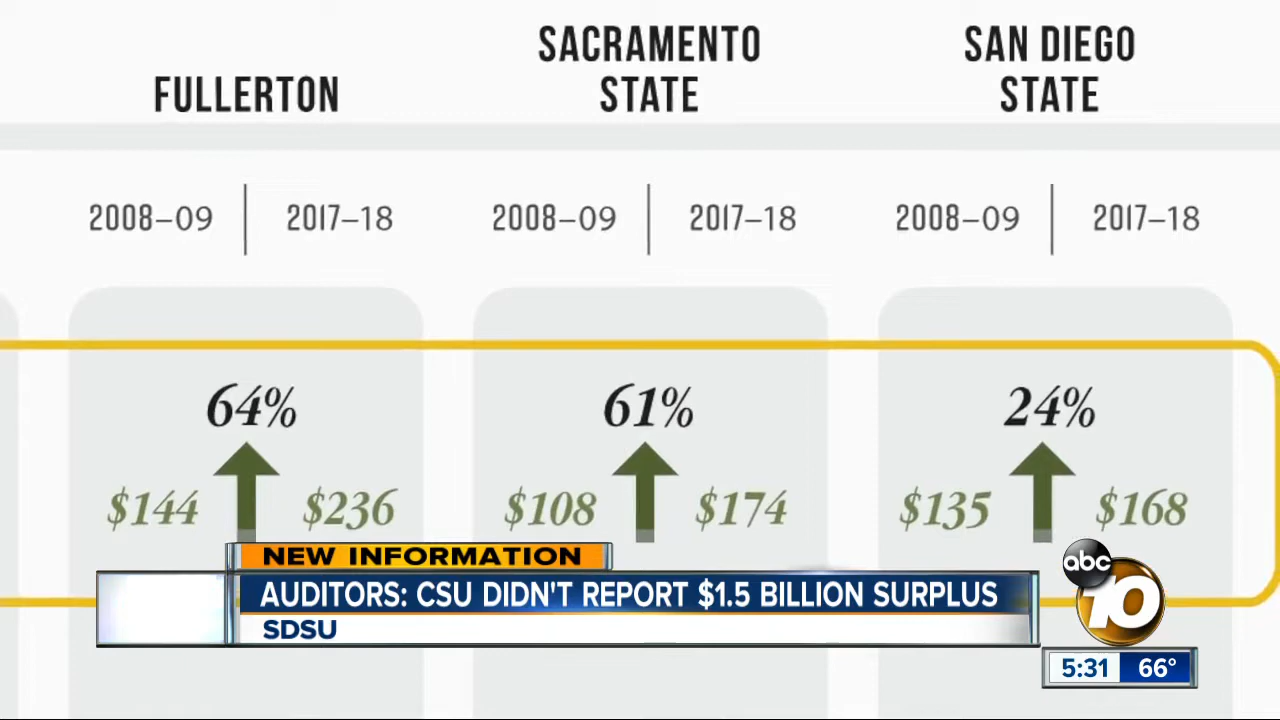 FULLERTON
SACRAMENTO
STATE
SAN DIEGO
STATE
2008–09
2017–18
2008–09
2017–18
2008–09
2017–18
64%
61%
24%
$144
$236
$108
$174
$135
$168
NEW INFORMATION
AUDITORS: CSU DIDN'T REPORT $1.5 BILLION SURPLUS
SDSU
abc
10
5:31
66°